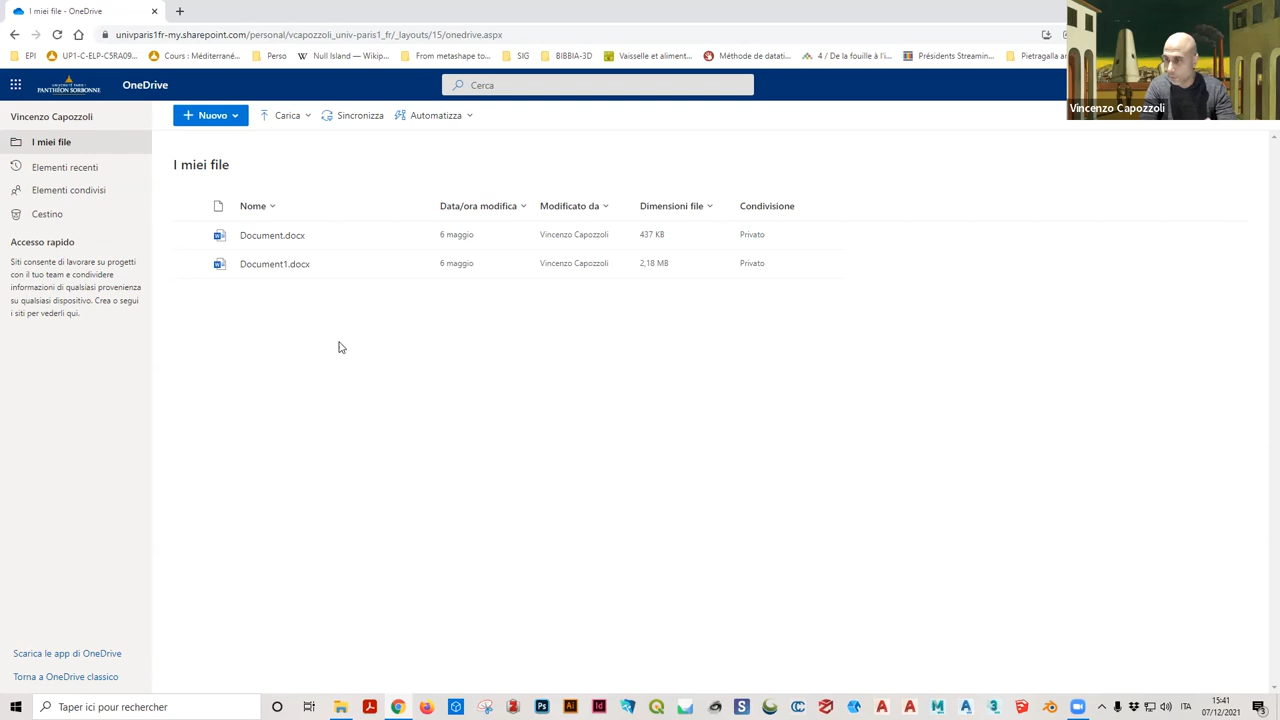 I miei file - OneDrive
univparis1fr-my.sharepoint.com/personal/vcapozzoli_univ-paris1_fr/_layouts/15/onedrive.aspx
EPI
UP1-C-ELP-C5RA09...
Cours : Méditerrané...
Perso
Null Island — Wikip...
From metashape to...
SIG
BIBBIA-3D
Vaisselle et aliment...
Méthode de datati...
4 / De la fouille à l'i...
Présidents Streamin...
Pietragalla ar
Vincenzo Capozzoli
UNIVERSITÉ PARIS 1
PANTHÉON SORBONNE
OneDrive
Cerca
Vincenzo Capozzoli
Nuovo
Carica
Sincronizza
Automatizza
I miei file
Elementi recenti
Elementi condivisi
Cestino
Accesso rapido
Siti consente di lavorare su progetti
con il tuo team e condividere
informazioni di qualsiasi provenienza
su qualsiasi dispositivo. Crea o segui
i siti per vederli qui.
Scarica le app di OneDrive
Torna a OneDrive classico
I miei file
Nome
Data/ora modifica
Modificato da
Dimensioni file
Condivisione
Document.docx
6 maggio
Vincenzo Capozzoli
437 KB
Privato
Document1.docx
6 maggio
Vincenzo Capozzoli
2,18 MB
Privato
Taper ici pour rechercher
ITA
15:41
07/12/2021